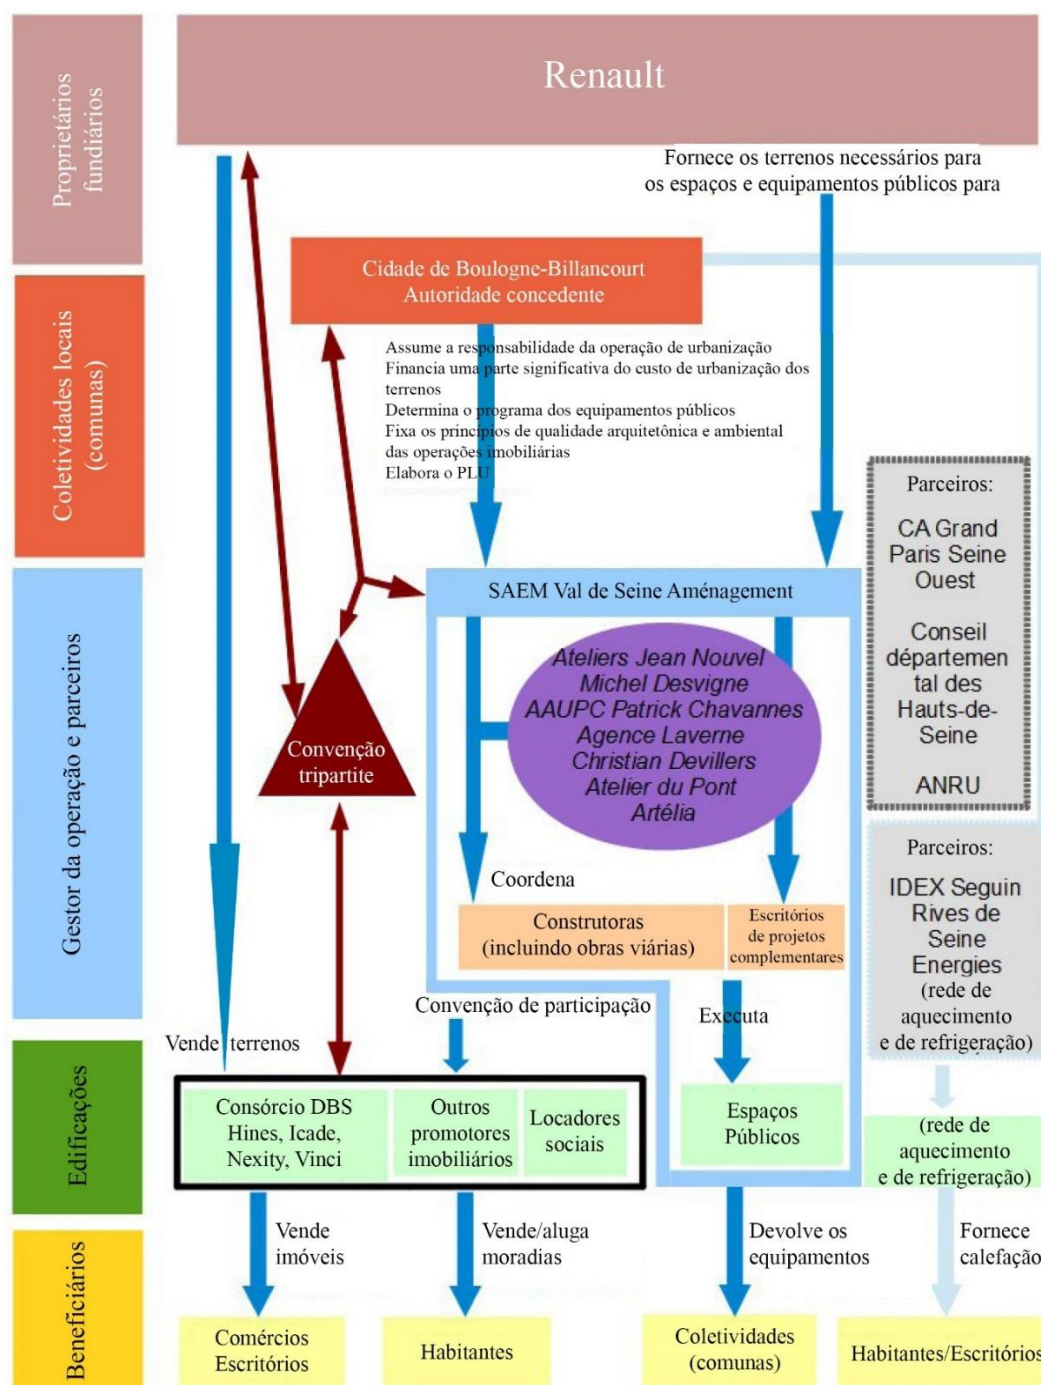 Proprietários
fundiários
Renault
Fornece os terrenos necessários para
os espaços e equipamentos públicos para
Coletividades locais
(comunas)
Cidade de Boulogne-Billancourt
Autoridade concedente
Assume a responsabilidade da operação de urbanização
Financia uma parte significativa do custo de urbanização dos
terrenos
Determina o programa dos equipamentos públicos
Fixa os princípios de qualidade arquitetônica e ambiental
das operações imobiliárias
Elabora o PLU
Parceiros:
CA Grand
Paris Seine
Ouest
Conseil
départemen
tal des
Hauts-de-
Seine
ANRU
Gestor da operação e parceiros
SAEM Val de Seine Aménagement
Ateliers Jean Nouvel
Michel Desvigne
AAUPC Patrick Chavannes
Agence Laverne
Christian Devillers
Atelier du Pont
Artélia
Convenção
tripartite
Coordena
Construtoras
(incluindo obras viárias)
Escritórios
de projetos
complementares
Parceiros:
IDEX Seguin
Rives de
Seine
Energies
(rede de
aquecimento
e de refrigeração)
Convenção de participação
Executa
Vende terrenos
Edificações
Consórcio DBS
Hines, Icade,
Nexity, Vinci
Outros
promotores
imobiliários
Locadores
sociais
Espaços
Públicos
(rede de
aquecimento
e de refrigeração)
Vende
imóveis
Vende/aluga
moradias
Devolve os
equipamentos
Fornece
calefação
Beneficiários
Comércios
Escritórios
Habitantes
Coletividades
(comunas)
Habitantes/Escritórios